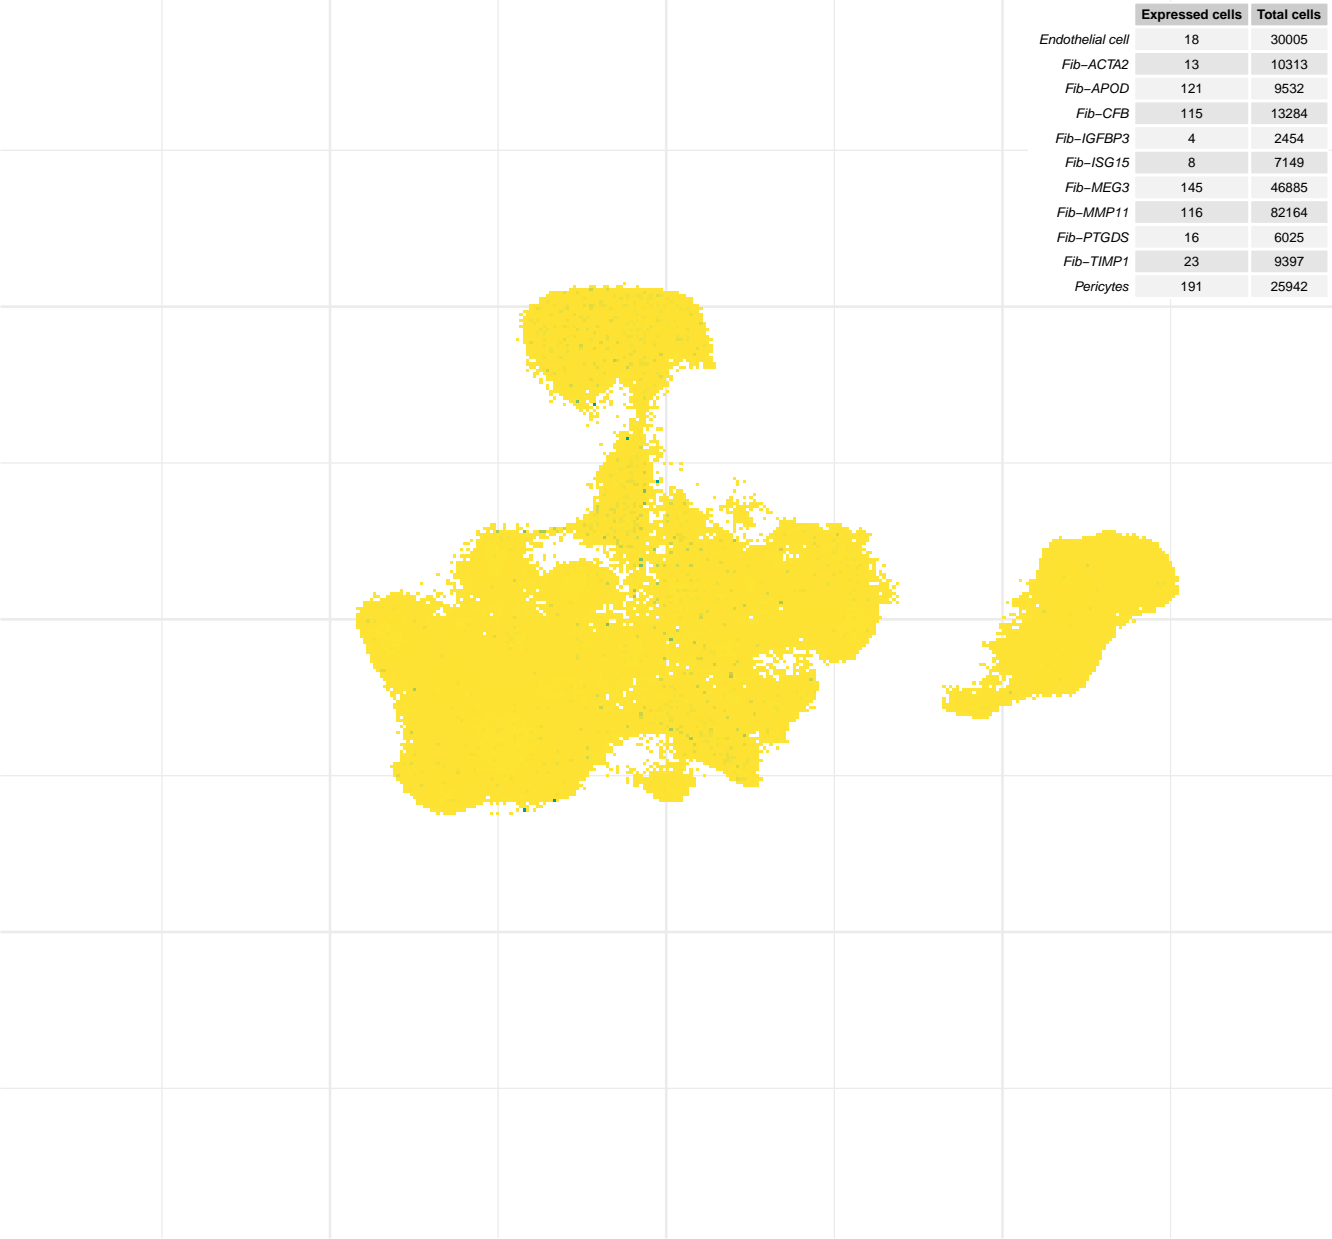 Expressed cells Total cells
Endothelial cell 18 30005
Fib−ACTA2 13 10313
Fib−APOD 121 9532
Fib−CFB 115 13284
Fib−IGFBP3 4 2454
Fib−ISG15 8 7149
Fib−MEG3 145 46885
Fib−MMP11 116 82164
Fib−PTGDS 16 6025
Fib−TIMP1 23 9397
Pericytes 191 25942